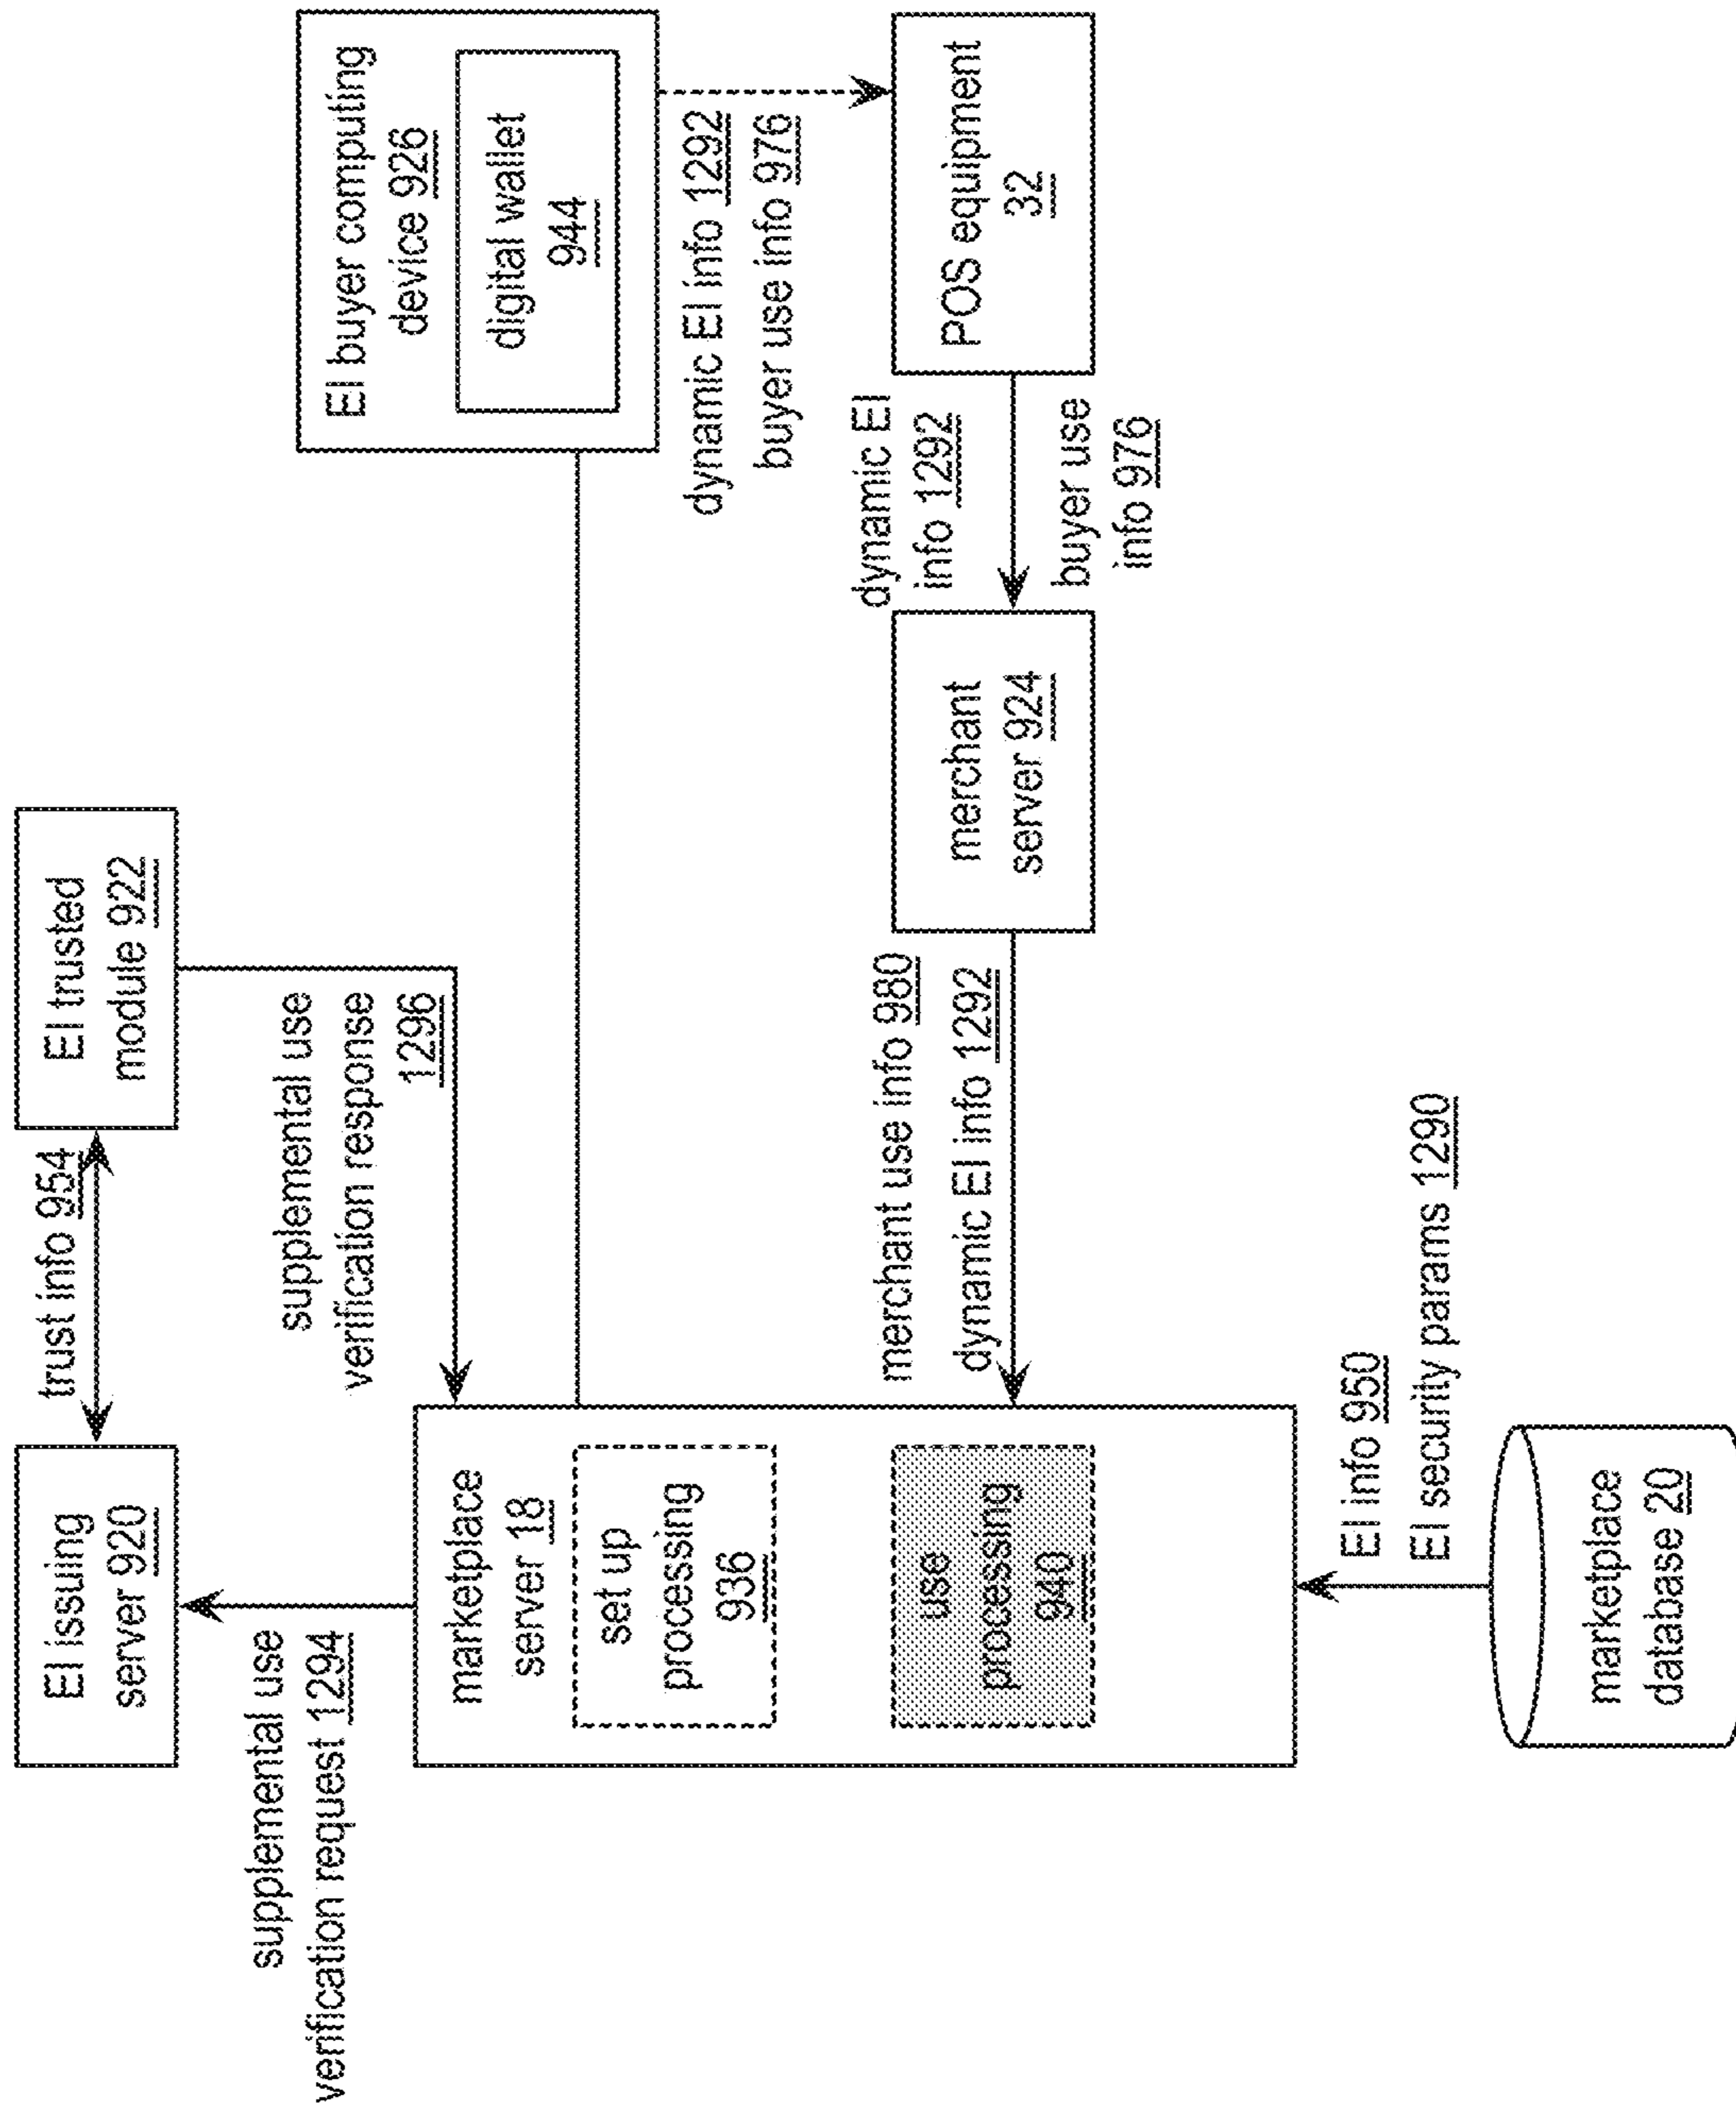 EI issuing
server 920
trust info 954
EI trusted
module 922
supplemental use
verification request 1294
supplemental use
verification response
1296
EI buyer computing
device 926
digital wallet
944
marketplace
server 18
set up
processing
936
use
processing
940
merchant use info 980
dynamic EI info 1292
merchant
server 924
dynamic EI
info 1292
buyer use
info 976
dynamic EI info 1292
buyer use info 976
POS equipment
32
EI info 950
EI security params 1290
marketplace
database 20